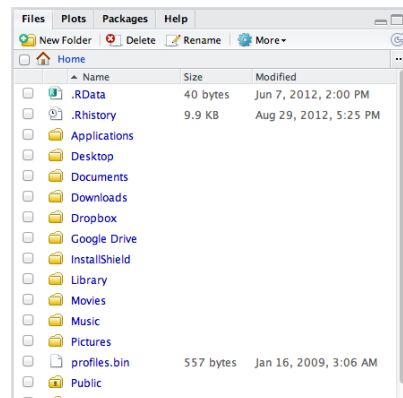 Files Plots Packages Help
New Folder Delete Rename More
Home
Name Size Modified
.RData 40 bytes Jun 7, 2012, 2:00 PM
.Rhistory 9.9 KB Aug 29, 2012, 5:25 PM
Applications
Desktop
Documents
Downloads
Dropbox
Google Drive
InstallShield
Library
Movies
Music
Pictures
profiles.bin 557 bytes Jan 16, 2009, 3:06 AM
Public